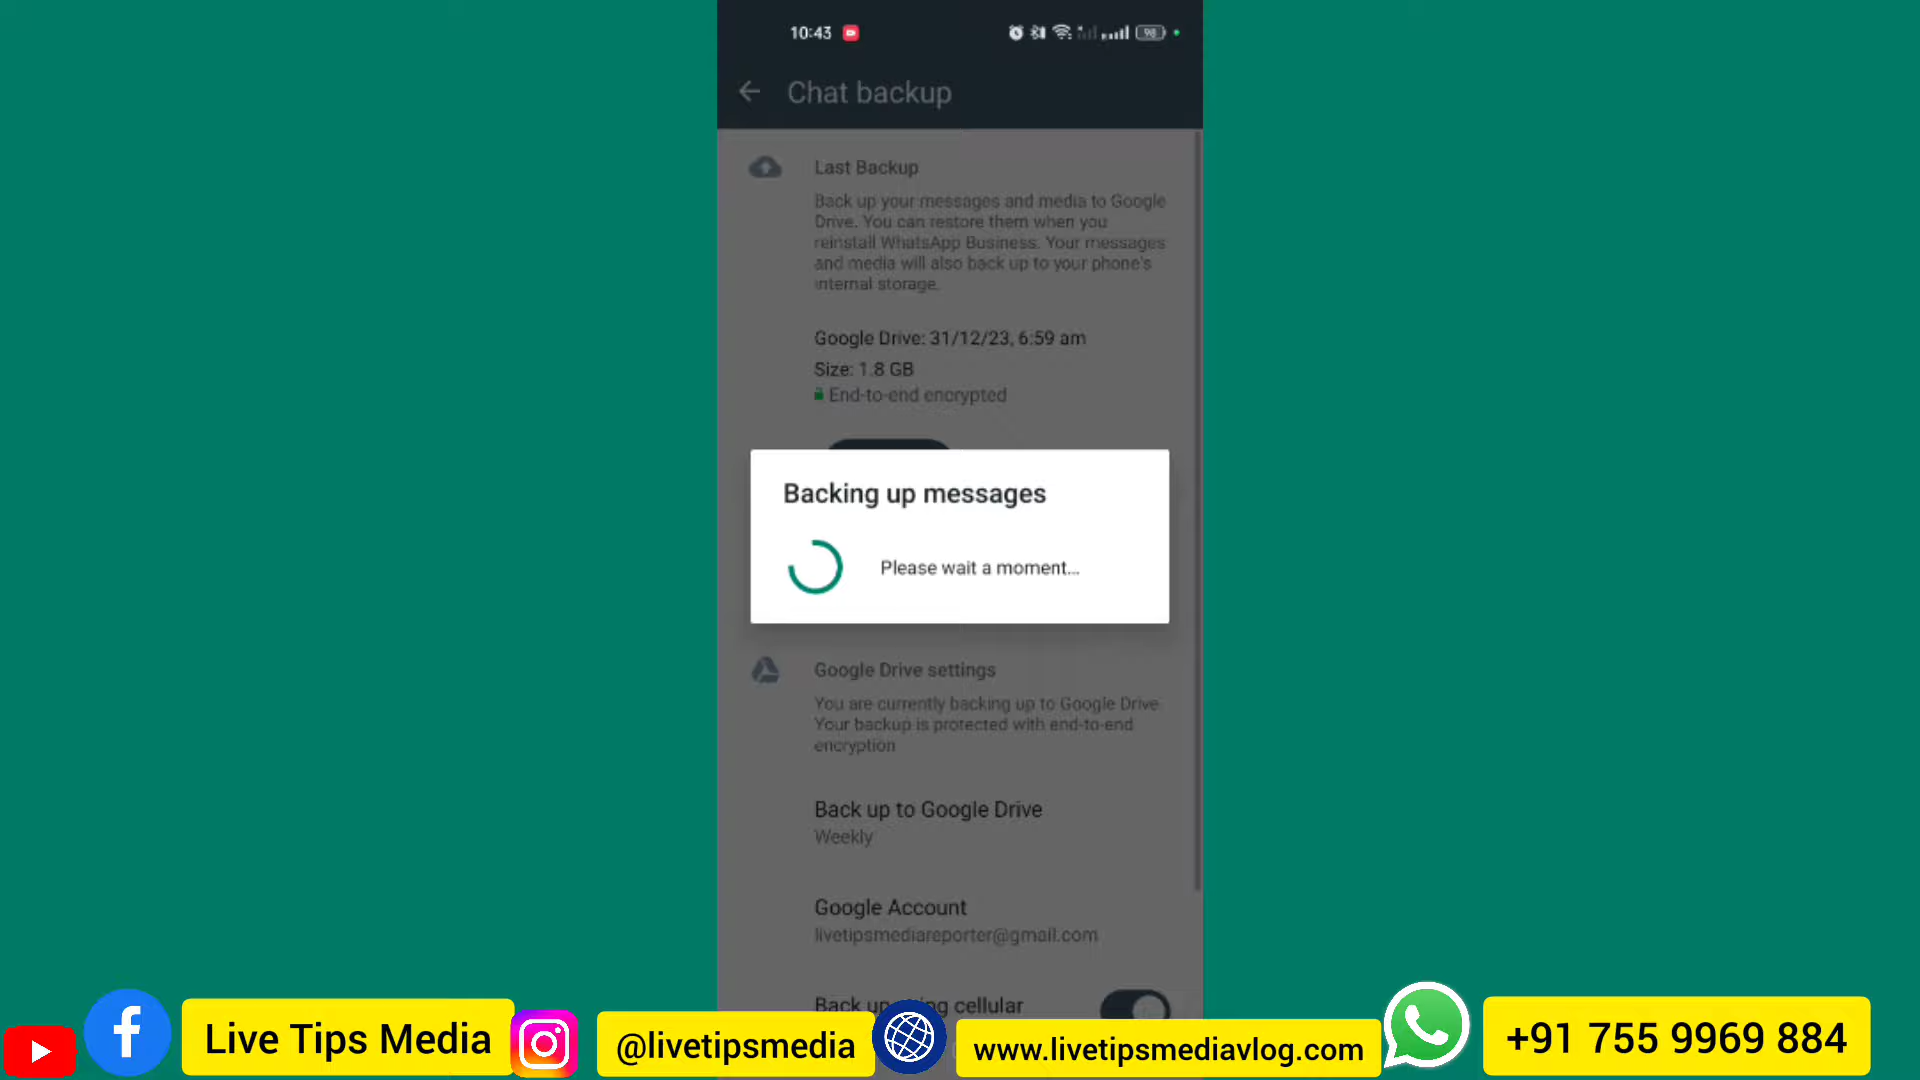 10:43
98
Chat backup
Last Backup
Back up your messages and media to Google
Drive. You can restore them when you
reinstall WhatsApp Business. Your messages
and media will also back up to your phone's
internal storage.
Google Drive: 31/12/23, 6:59 am
Size: 1.8 GB
End-to-end encrypted
Backing up messages
Please wait a moment...
Google Drive settings
You are currently backing up to Google Drive
Your backup is protected with end-to-end
encryption
Back up to Google Drive
Weekly
Google Account
livetipsmediareporter@gmail.com
Back up using cellular
Live Tips Media
@livetipsmedia
www.livetipsmediavlog.com
+91 755 9969 884